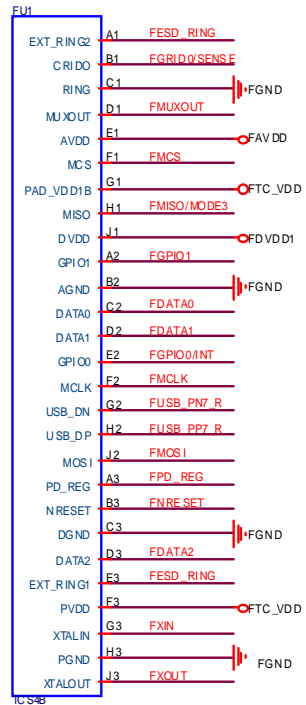 FU1
EXT_RING2 A1 FESD_RING
CRIDO B1 FGRID0/SENSE
RING C1 FGND
MUXOUT D1 FMUXOUT
AVDD E1 FAVDD
MCS F1 FMCS
PAD_VDD1B G1 FTC_VDD
MISO H1 FMISO/MODE3
DVDD J1 FDVDD1
GPIO1 A2 FGPIO1
AGND B2 FGND
DATA0 C2 FDATA0
DATA1 D2 FDATA1
GPIO0 E2 FGPIO0/INT
MCLK F2 FMCLK
USB_DN G2 FUSB_PN7_R
USB_DP H2 FUSB_PP7_R
MOSI J2 FMOSI
PD_REG A3 FPD_REG
NRESET B3 FNRESET
DGND C3 FGND
DATA2 D3 FDATA2
EXT_RING1 E3 FESD_RING
PVDD F3 FTC_VDD
XTALIN G3 FXIN
PGND H3 FGND
XTALOUT J3 FXOUT
TCS4B